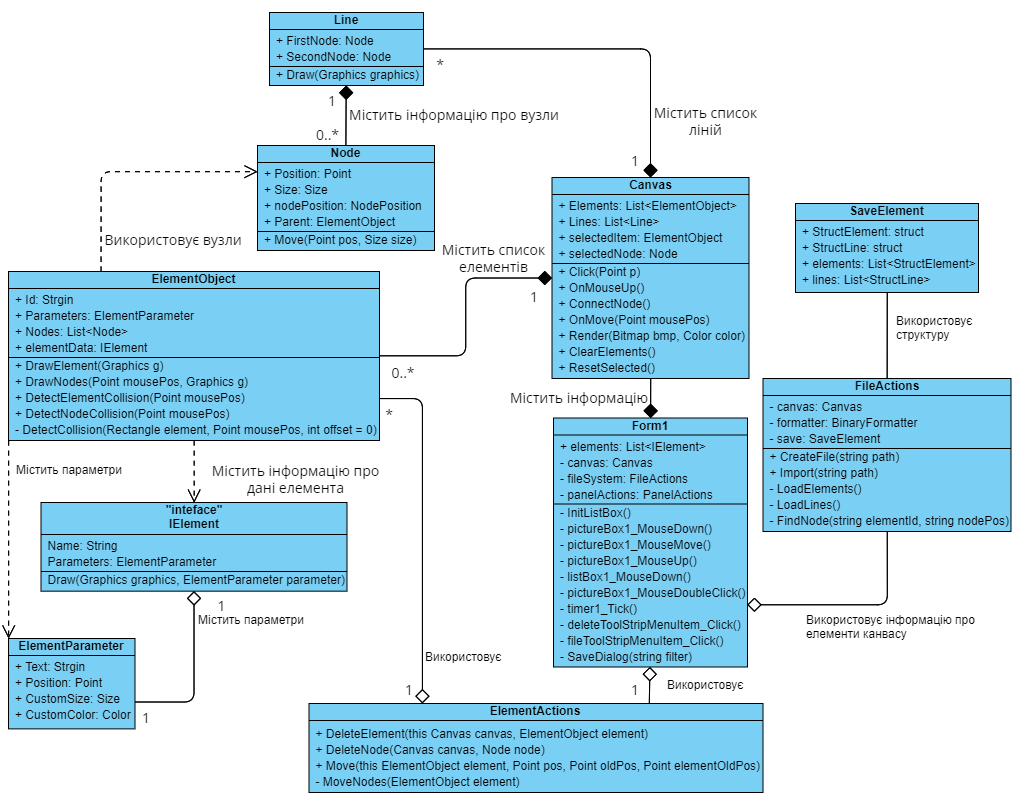 Line
+ FirstNode: Node
+ SecondNode: Node
+ Draw(Graphics graphics)
*
1
Містить інформацію про вузли
0..*
Містить список
ліній
1
Node
+ Position: Point
+ Size: Size
+ nodePosition: NodePosition
+ Parent: ElementObject
+ Move(Point pos, Size size)
Використовує вузли
Canvas
+ Elements: List<ElementObject>
+ Lines: List<Line>
+ selectedItem: ElementObject
+ selectedNode: Node
+ Click(Point p)
+ OnMouseUp()
+ ConnectNode()
+ OnMove(Point mousePos)
+ Render(Bitmap bmp, Color color)
+ ClearElements()
+ ResetSelected()
SaveElement
+ StructElement: struct
+ StructLine: struct
+ elements: List<StructElement>
+ lines: List<StructLine>
Містить список
елементів
1
0..*
ElementObject
+ Id: Strgin
+ Parameters: ElementParameter
+ Nodes: List<Node>
+ elementData: IElement
+ DrawElement(Graphics g)
+ DrawNodes(Point mousePos, Graphics g)
+ DetectElementCollision(Point mousePos)
+ DetectNodeCollision(Point mousePos)
- DetectCollision(Rectangle element, Point mousePos, int offset = 0)
*
Використовує
структуру
FileActions
- canvas: Canvas
- formatter: BinaryFormatter
- save: SaveElement
+ CreateFile(string path)
+ Import(string path)
- LoadElements()
- LoadLines()
- FindNode(string elementId, string nodePos)
Містить інформацію
Form1
+ elements: List<IElement>
- canvas: Canvas
- fileSystem: FileActions
- panelActions: PanelActions
- InitListBox()
- pictureBox1_MouseDown()
- pictureBox1_MouseMove()
- pictureBox1_MouseUp()
- listBox1_MouseDown()
- pictureBox1_MouseDoubleClick()
- timer1_Tick()
- deleteToolStripMenuItem_Click()
- fileToolStripMenuItem_Click()
- SaveDialog(string filter)
Містить параметри
Містить інформацію про
дані елемента
"inteface"
IElement
Name: String
Parameters: ElementParameter
Draw(Graphics graphics, ElementParameter parameter)
1
Містить параметри
ElementParameter
+ Text: Strgin
+ Position: Point
+ CustomSize: Size
+ CustomColor: Color
1
Використовує інформацію про
елементи канвасу
Використовує
1
Використовує
1
ElementActions
+ DeleteElement(this Canvas canvas, ElementObject element)
+ DeleteNode(Canvas canvas, Node node)
+ Move(this ElementObject element, Point pos, Point oldPos, Point elementOldPos)
- MoveNodes(ElementObject element)